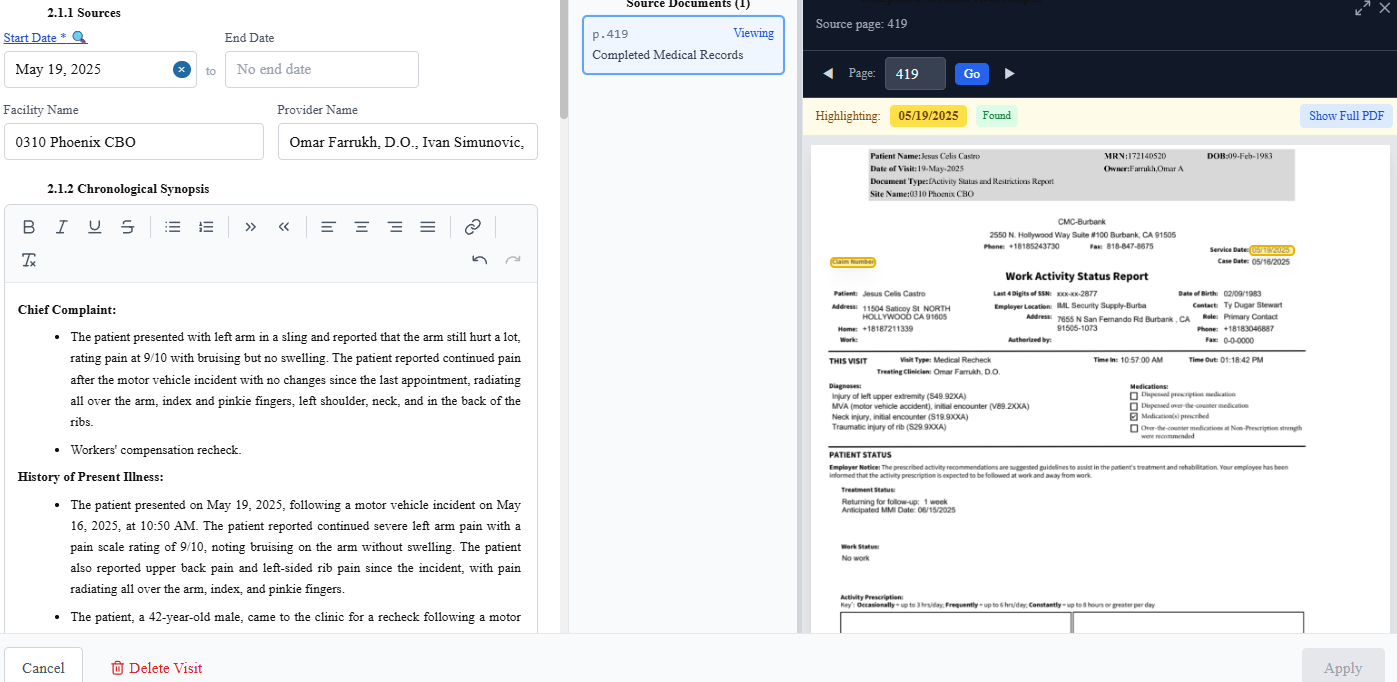 2.1.1 Sources
Start Date *
End Date
May 19, 2025
to
No end date
Facility Name
Provider Name
0310 Phoenix CBO
Omar Farrukh, D.O., Ivan Simunovic,
2.1.2 Chronological Synopsis
B I U S
Chief Complaint:
• The patient presented with left arm in a sling and reported that the arm still hurt a lot,
rating pain at 9/10 with bruising but no swelling. The patient reported continued pain
after the motor vehicle incident with no changes since the last appointment, radiating
all over the arm, index and pinkie fingers, left shoulder, neck, and in the back of the
ribs.
• Workers' compensation recheck.
History of Present Illness:
• The patient presented on May 19, 2025, following a motor vehicle incident on May
16, 2025, at 10:50 AM. The patient reported continued severe left arm pain with a
pain scale rating of 9/10, noting bruising on the arm without swelling. The patient
also reported upper back pain and left-sided rib pain since the incident, with pain
radiating all over the arm, index, and pinkie fingers.
• The patient, a 42-year-old male, came to the clinic for a recheck following a motor
Cancel
Delete Visit
Source Documents (1)
p.419
Viewing
Completed Medical Records
Source page: 419
Page:
419
Go
Highlighting:
05/19/2025
Found
Show Full PDF
Patient Name:Jesus Celis Castro
MRN:172140520
DOB:09-Feb-1983
Date of Visit:19-May-2025
Owner:Farrukh,Omar A
Document Type:fActivity Status and Restrictions Report
Site Name:0310 Phoenix CBO
CMC-Burbank
2550 N. Hollywood Way Suite #100 Burbank, CA 91505
Phone: +18185243730 Fax: 818-847-8675
Service Date: 05/19/2025
Claim Number
Case Date: 05/16/2025
Work Activity Status Report
Patient: Jesus Celis Castro
Last 4 Digits of SSN: xxx-xx-2877
Date of Birth: 02/09/1983
Address: 11504 Saticoy St NORTH
HOLLYWOOD CA 91605
Employer Location: IML Security Supply-Burba
Contact: Ty Dugar Stewart
Address: 7655 N San Fernando Rd Burbank , CA
91505-1073
Role: Primary Contact
Home: +18187211339
Phone: +18183046887
Work:
Authorized by:
Fax: 0-0-0000
THIS VISIT
Visit Type: Medical Recheck
Time In: 10:57:00 AM
Time Out: 01:18:42 PM
Treating Clinician: Omar Farrukh, D.O.
Diagnoses:
Injury of left upper extremity (S49.92XA)
MVA (motor vehicle accident), initial encounter (V89.2XXA)
Neck injury, initial encounter (S19.9XXA)
Traumatic injury of rib (S29.9XXA)
Medications:
Dispensed prescription medication
Dispensed over-the-counter medication
Medication(s) prescribed
Over-the-counter medications at Non-Prescription strength
were recommended
PATIENT STATUS
Employer Notice: The prescribed activity recommendations are suggested guidelines to assist in the patient's treatment and rehabilitation. Your employee has been
informed that the activity prescription is expected to be followed at work and away from work.
Treatment Status:
Returning for follow-up: 1 week
Anticipated MMI Date: 06/15/2025
Work Status:
No work
Activity Prescription:
Key*: Occasionally = up to 3 hrs/day, Frequently = up to 6 hrs/day; Constantly = up to 8 hours or greater per day
Apply